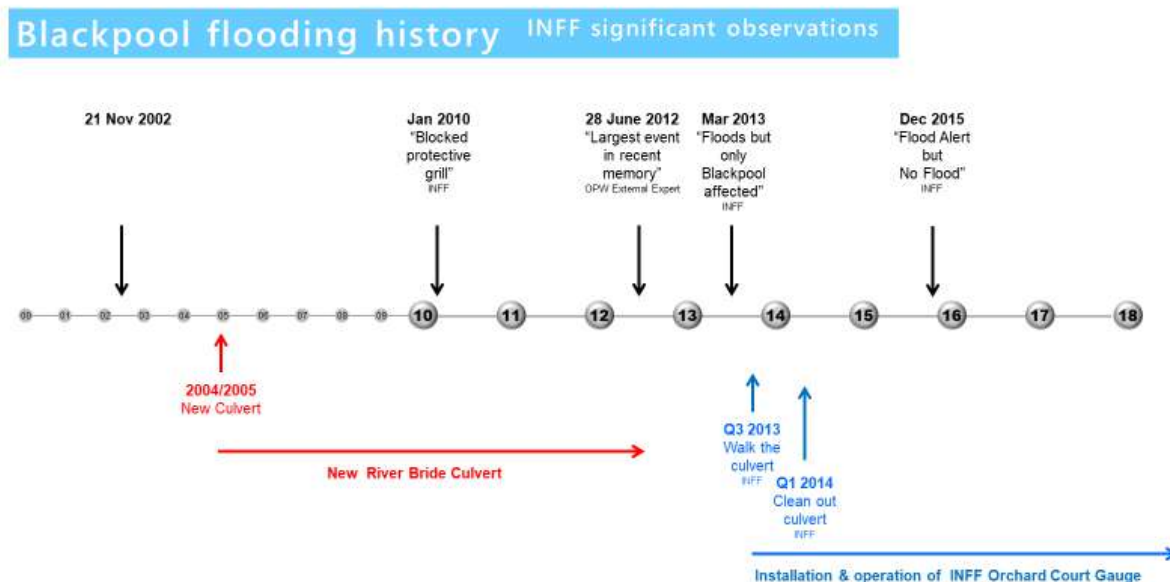 Blackpool flooding history INFF significant observations
21 Nov 2002
Jan 2010
"Blocked
protective
grill"
INFF
28 June 2012
"Largest event
in recent
memory"
OPW External Expert
Mar 2013
"Floods but
only
Blackpool
affected"
INFF
Dec 2015
"Flood Alert
but
No Flood"
INFF
00 01 02 03 04 05 06 07 08 09 10 11 12 13 14 15 16 17 18
2004/2005
New Culvert
New River Bride Culvert
Q3 2013
Walk the
culvert
INFF
Q1 2014
Clean out
culvert
INFF
Installation & operation of INFF Orchard Court Gauge